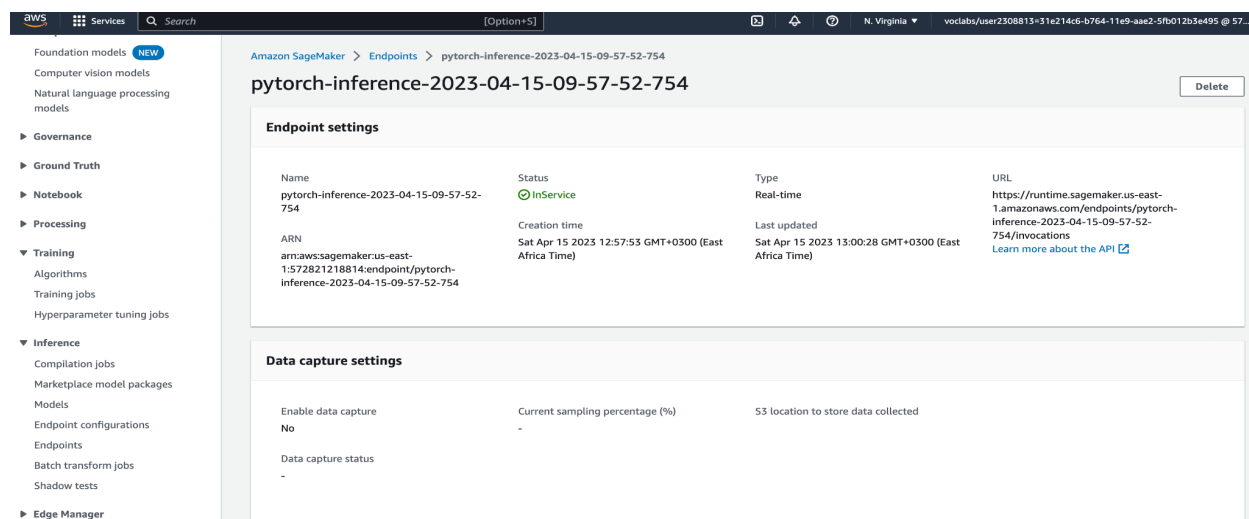 aws
Services
Search
[Option+S]
N. Virginia
voclabs/user2308813=31e214c6-b764-11e9-aae2-5fb012b3e495 @ 57...
Foundation models NEW
Computer vision models
Natural language processing
models
Governance
Ground Truth
Notebook
Processing
Training
Algorithms
Training jobs
Hyperparameter tuning jobs
Inference
Compilation jobs
Marketplace model packages
Models
Endpoint configurations
Endpoints
Batch transform jobs
Shadow tests
Edge Manager
Amazon SageMaker > Endpoints > pytorch-inference-2023-04-15-09-57-52-754
pytorch-inference-2023-04-15-09-57-52-754
Delete
Endpoint settings
Name
pytorch-inference-2023-04-15-09-57-52-
754
ARN
arn:aws:sagemaker:us-east-
1:572821218814:endpoint/pytorch-
inference-2023-04-15-09-57-52-754
Status
InService
Creation time
Sat Apr 15 2023 12:57:53 GMT+0300 (East
Africa Time)
Type
Real-time
Last updated
Sat Apr 15 2023 13:00:28 GMT+0300 (East
Africa Time)
URL
https://runtime.sagemaker.us-east-
1.amazonaws.com/endpoints/pytorch-
inference-2023-04-15-09-57-52-
754/invocations
Learn more about the API
Data capture settings
Enable data capture
No
Data capture status
-
Current sampling percentage (%)
-
S3 location to store data collected